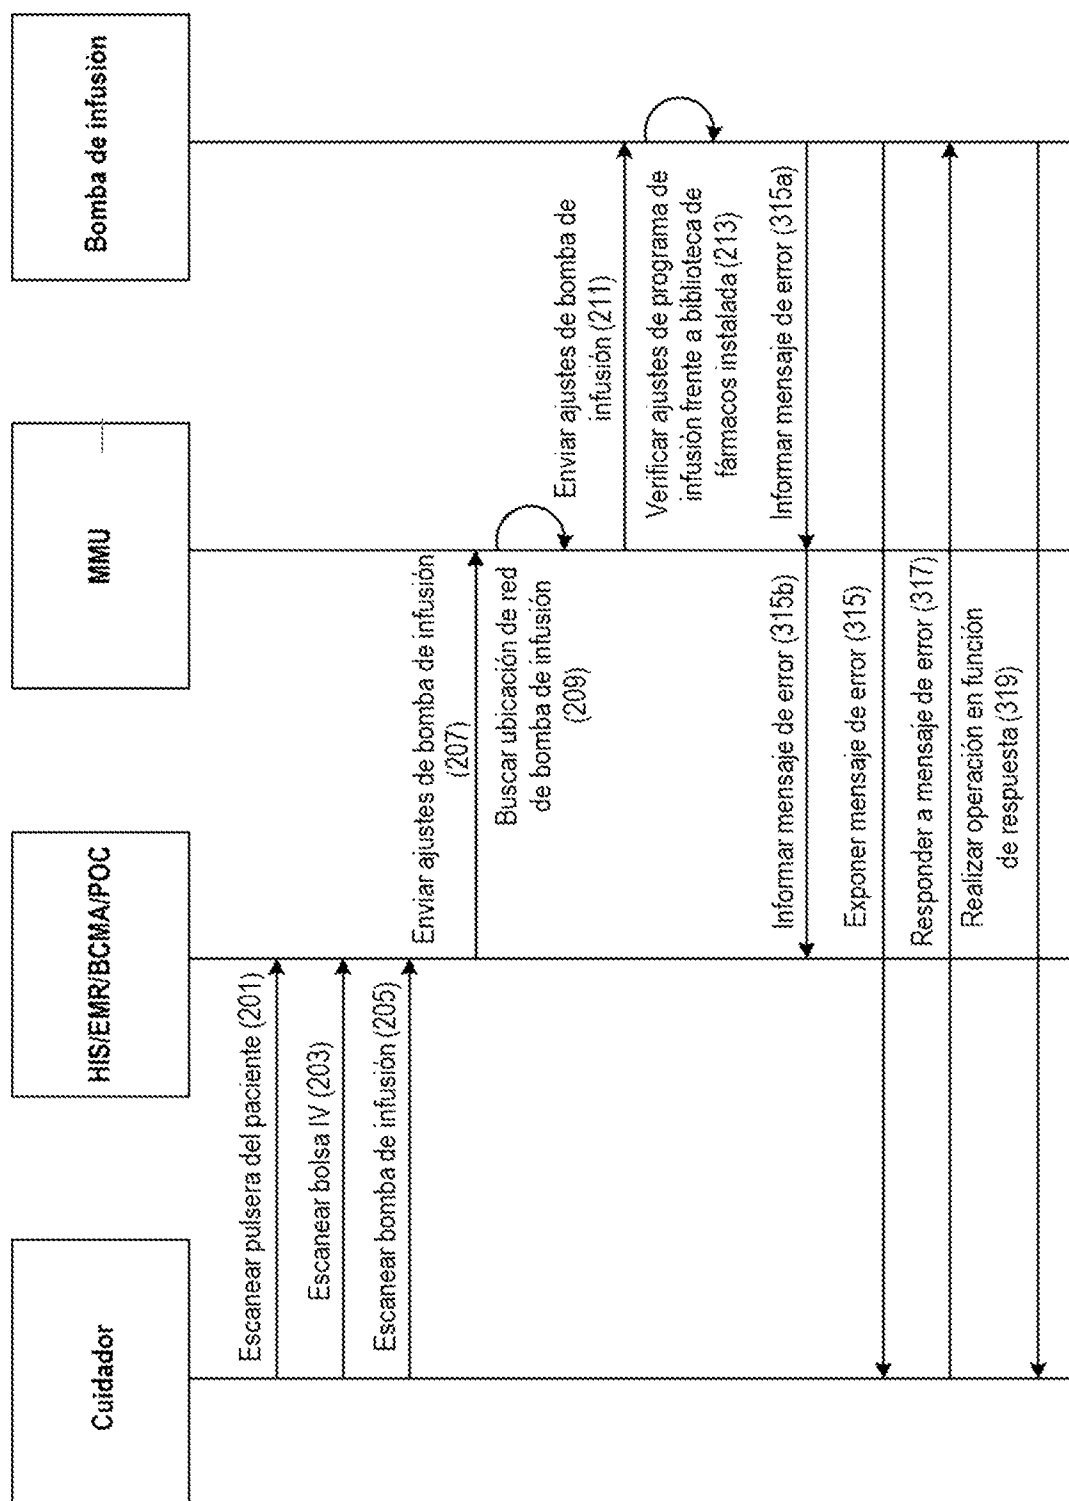 Cuidador
HIS/EMR/BCMA/POC
MMU
Bomba de infusión
Escanear pulsera del paciente (201)
Escanear bolsa IV (203)
Escanear bomba de infusión (205)
Enviar ajustes de bomba de infusión
(207)
Buscar ubicación de red
de bomba de infusión
(209)
Enviar ajustes de bomba de
infusión (211)
Verificar ajustes de programa de
infusión frente a biblioteca de
fármacos instalada (213)
Informar mensaje de error (315a)
Informar mensaje de error (315b)
Exponer mensaje de error (315)
Responder a mensaje de error (317)
Realizar operación en función
de respuesta (319)